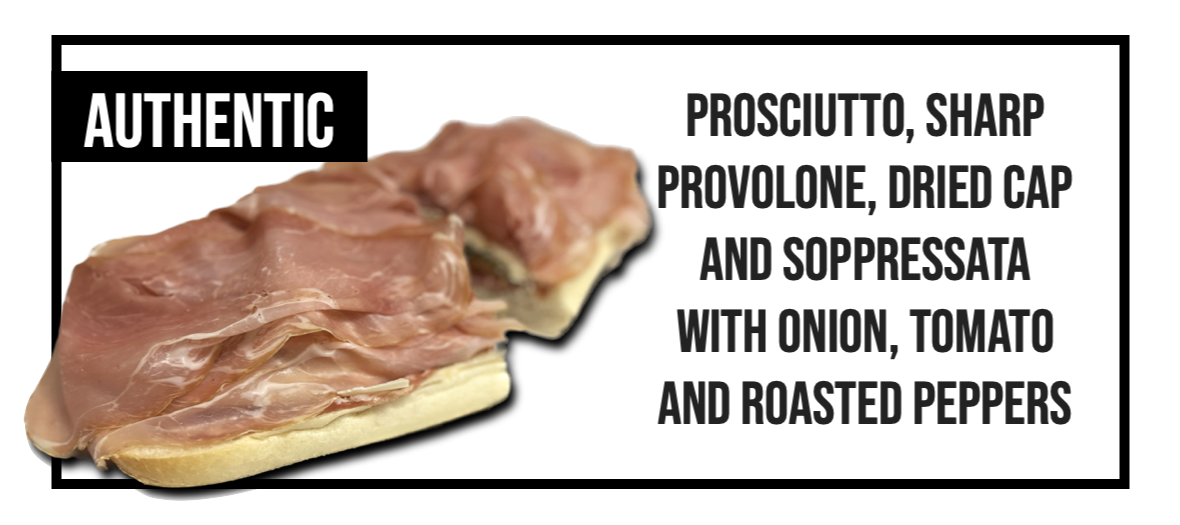 AUTHENTIC
PROSCIUTTO, SHARP
PROVOLONE, DRIED CAP
AND SOPPRESSATA
WITH ONION, TOMATO
AND ROASTED PEPPERS